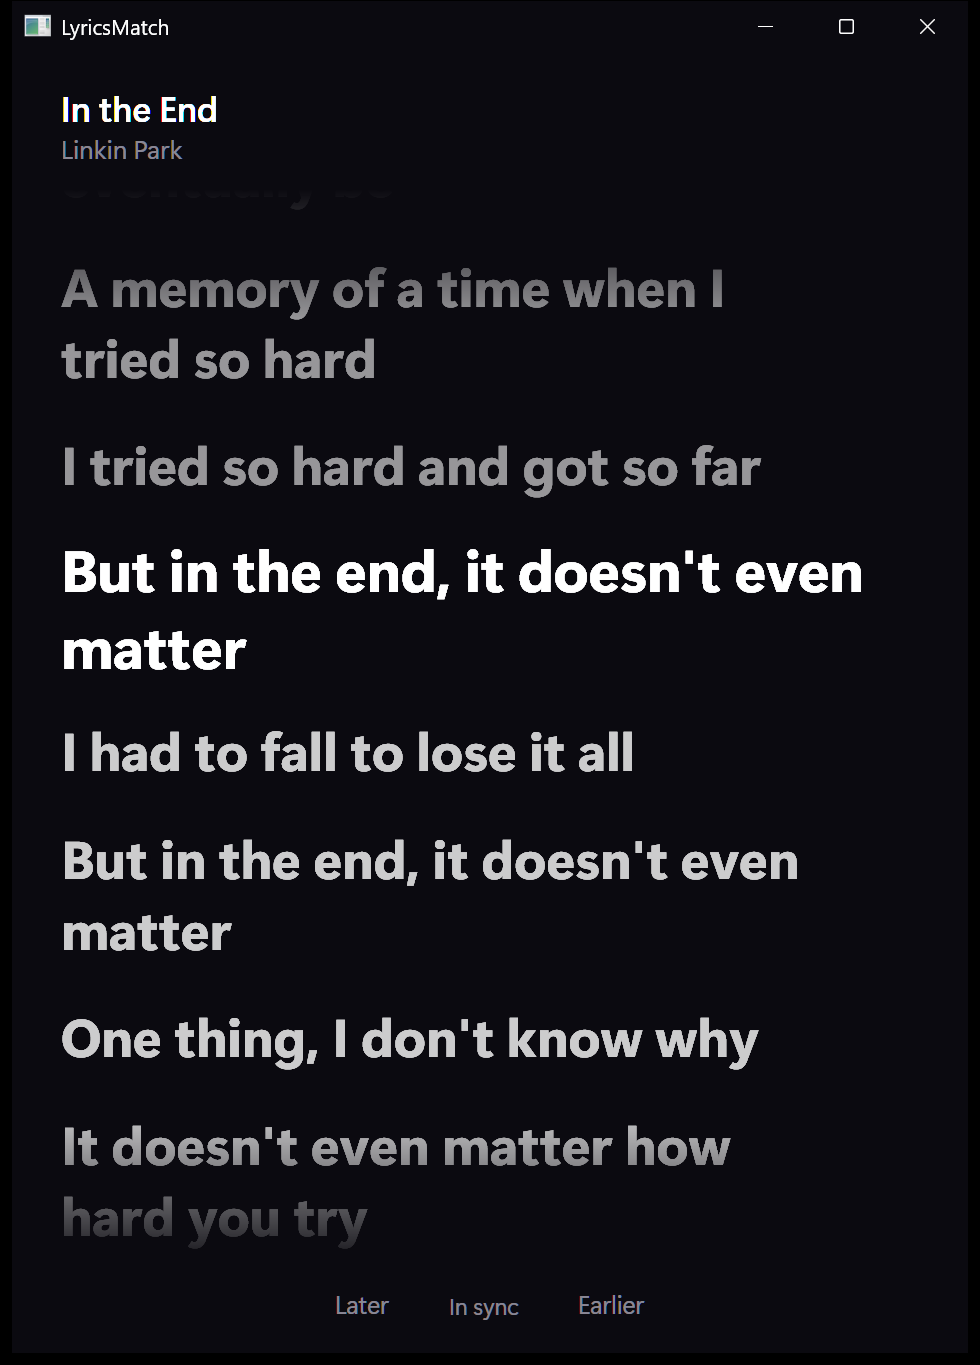 LyricsMatch
In the End
Linkin Park
A memory of a time when I
tried so hard
I tried so hard and got so far
But in the end, it doesn't even
matter
I had to fall to lose it all
But in the end, it doesn't even
matter
One thing, I don't know why
It doesn't even matter how
hard you try
Later
In sync
Earlier